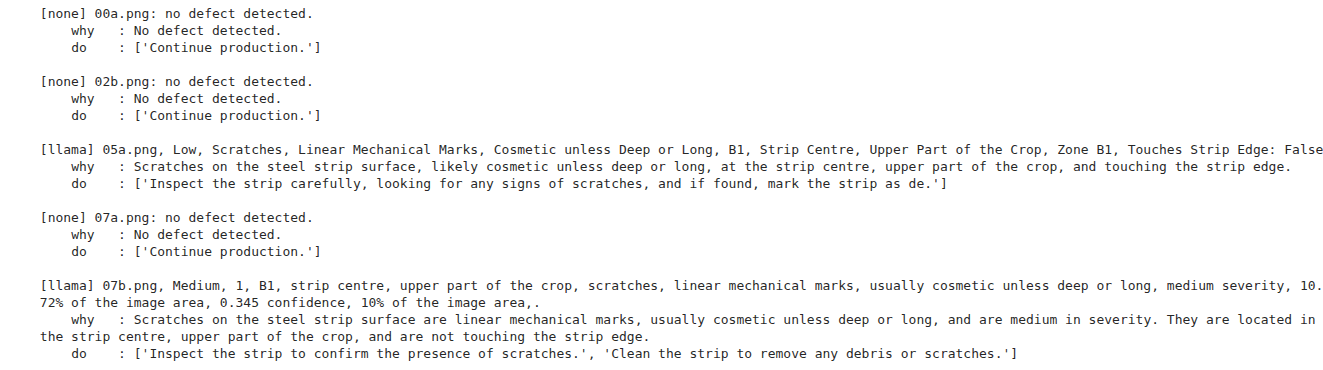 [none] 00a.png: no defect detected.
    why   : No defect detected.
    do    : ['Continue production.']
[none] 02b.png: no defect detected.
    why   : No defect detected.
    do    : ['Continue production.']
[llama] 05a.png, Low, Scratches, Linear Mechanical Marks, Cosmetic unless Deep or Long, B1, Strip Centre, Upper Part of the Crop, Zone B1, Touches Strip Edge: False
    why   : Scratches on the steel strip surface, likely cosmetic unless deep or long, at the strip centre, upper part of the crop, and touching the strip edge.
    do    : ['Inspect the strip carefully, looking for any signs of scratches, and if found, mark the strip as de.']
[none] 07a.png: no defect detected.
    why   : No defect detected.
    do    : ['Continue production.']
[llama] 07b.png, Medium, 1, B1, strip centre, upper part of the crop, scratches, linear mechanical marks, usually cosmetic unless deep or long, medium severity, 10.
72% of the image area, 0.345 confidence, 10% of the image area,.
    why   : Scratches on the steel strip surface are linear mechanical marks, usually cosmetic unless deep or long, and are medium in severity. They are located in
the strip centre, upper part of the crop, and are not touching the strip edge.
    do    : ['Inspect the strip to confirm the presence of scratches.', 'Clean the strip to remove any debris or scratches.']